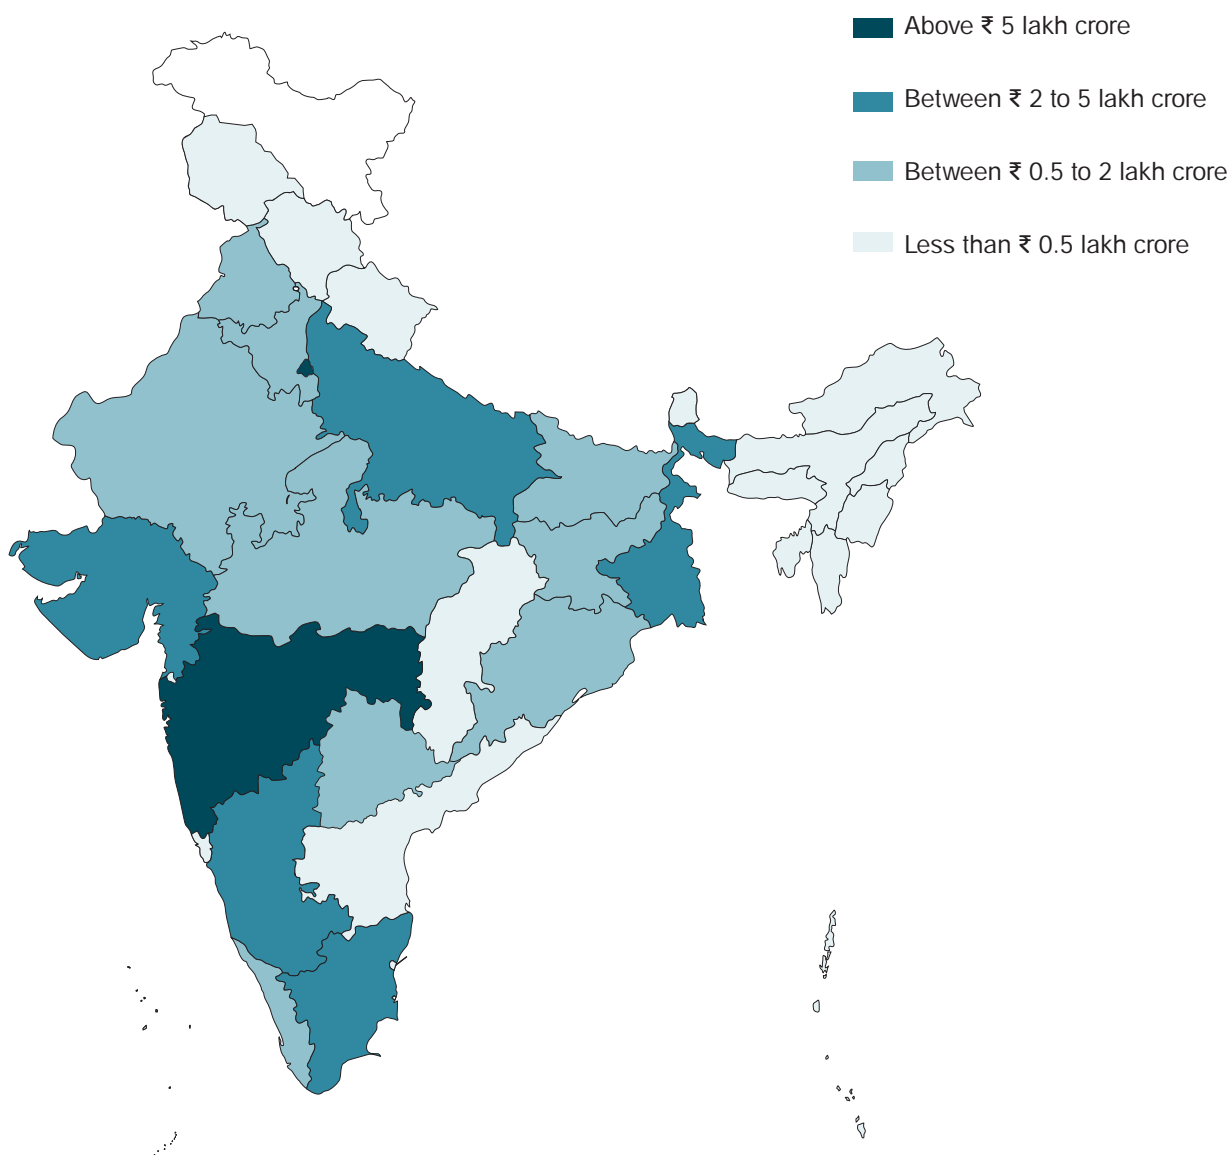 Above ₹ 5 lakh crore
Between ₹ 2 to 5 lakh crore
Between ₹ 0.5 to 2 lakh crore
Less than ₹ 0.5 lakh crore